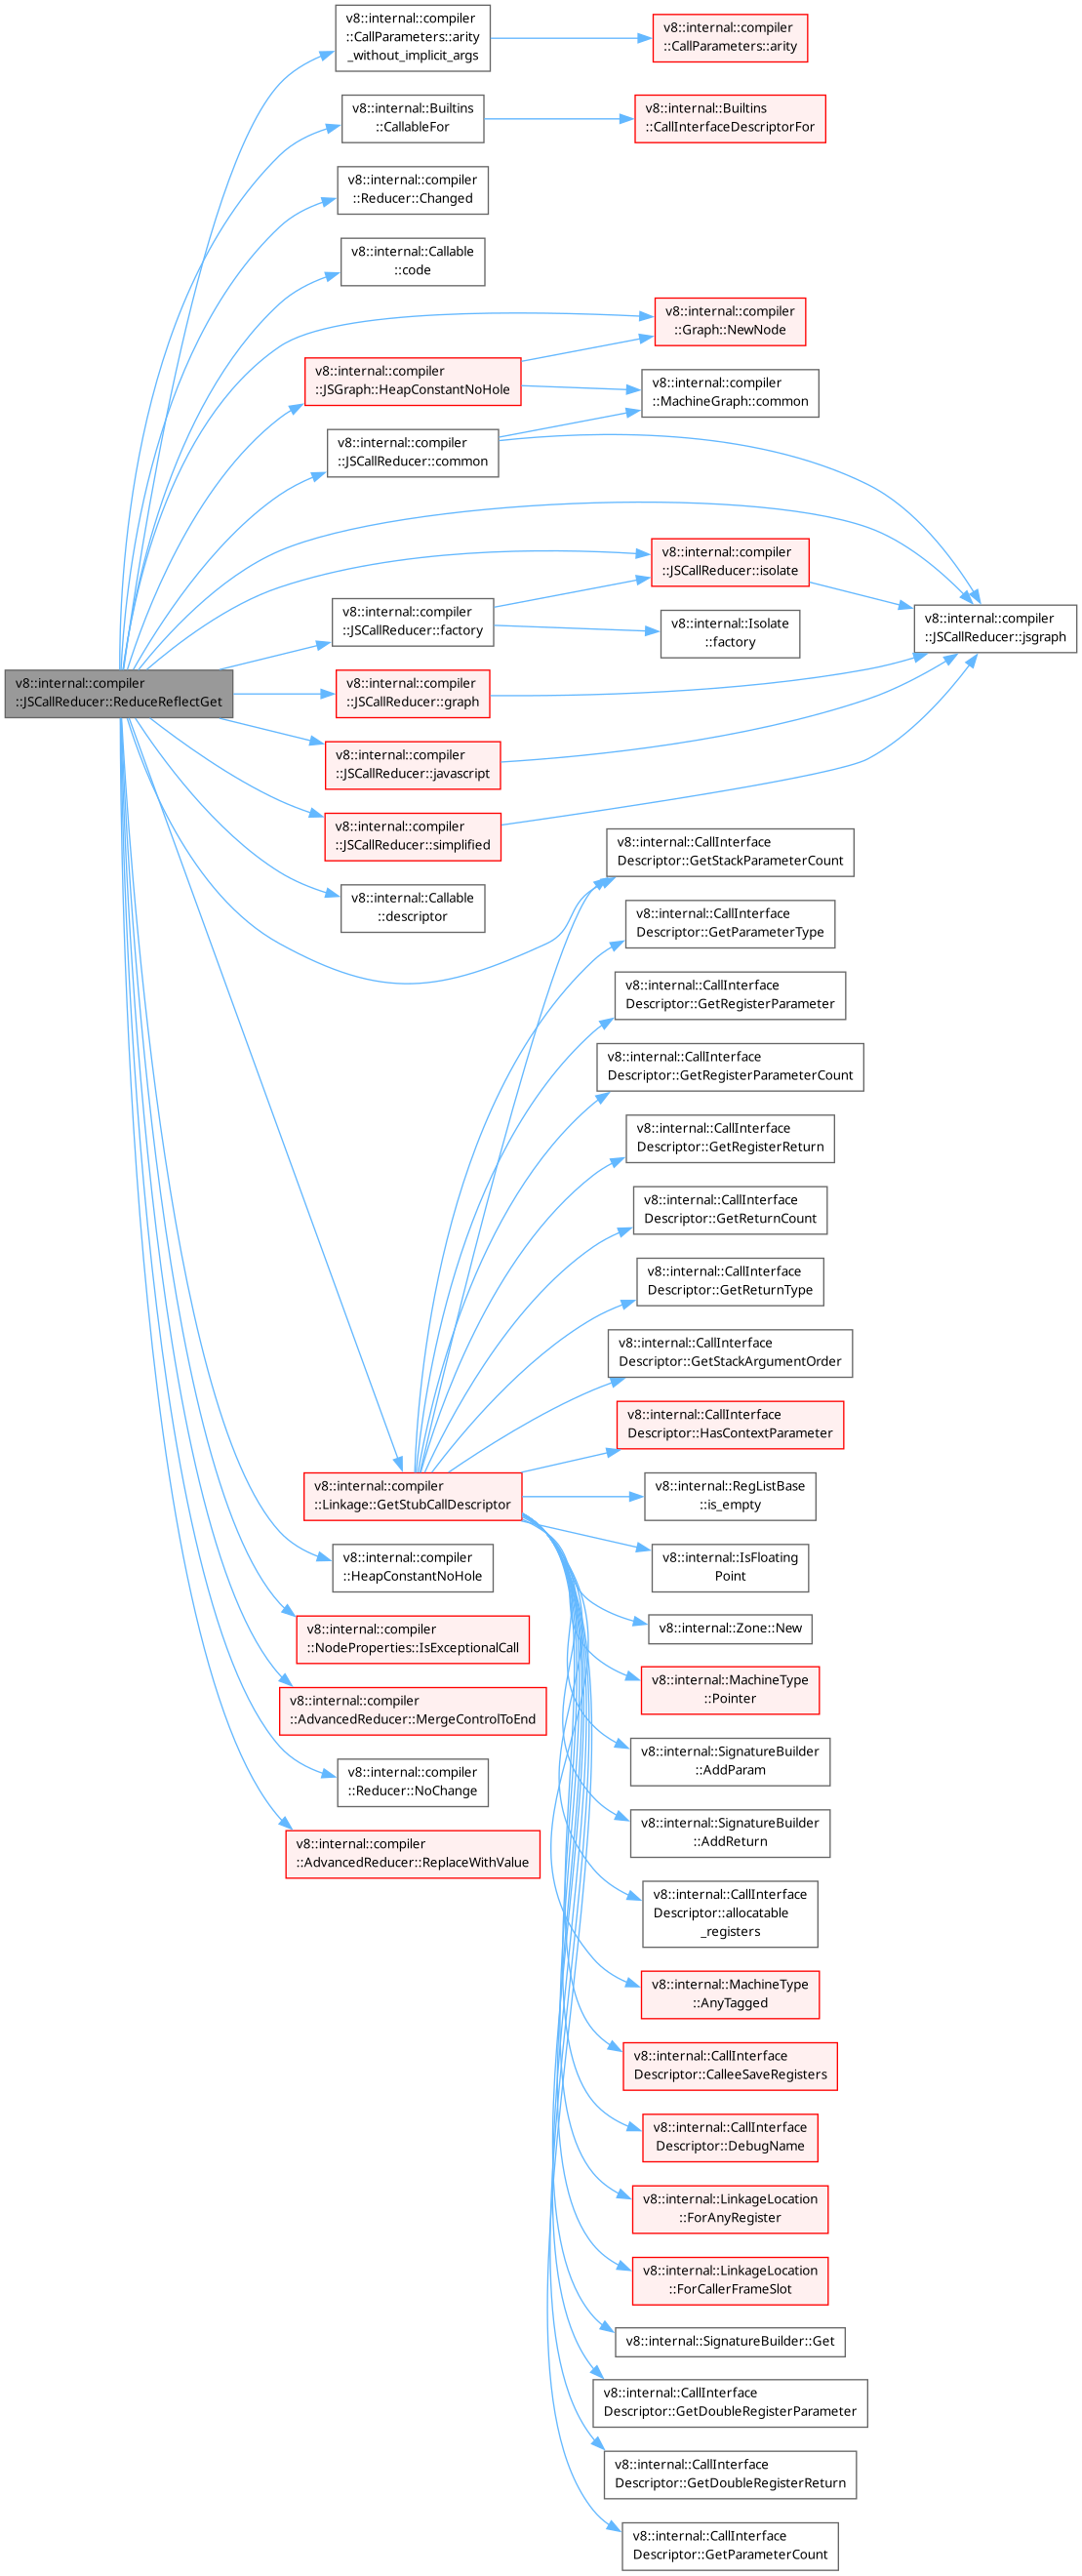 v8::internal::compiler
::JSCallReducer::ReduceReflectGet
v8::internal::compiler
::CallParameters::arity
_without_implicit_args
v8::internal::compiler
::CallParameters::arity
v8::internal::Builtins
::CallableFor
v8::internal::Builtins
::CallInterfaceDescriptorFor
v8::internal::compiler
::Reducer::Changed
v8::internal::Callable
::code
v8::internal::compiler
::Graph::NewNode
v8::internal::compiler
::JSGraph::HeapConstantNoHole
v8::internal::compiler
::MachineGraph::common
v8::internal::compiler
::JSCallReducer::common
v8::internal::compiler
::JSCallReducer::isolate
v8::internal::compiler
::JSCallReducer::factory
v8::internal::Isolate
::factory
v8::internal::compiler
::JSCallReducer::jsgraph
v8::internal::compiler
::JSCallReducer::graph
v8::internal::compiler
::JSCallReducer::javascript
v8::internal::compiler
::JSCallReducer::simplified
v8::internal::CallInterface
Descriptor::GetStackParameterCount
v8::internal::Callable
::descriptor
v8::internal::CallInterface
Descriptor::GetParameterType
v8::internal::CallInterface
Descriptor::GetRegisterParameter
v8::internal::CallInterface
Descriptor::GetRegisterParameterCount
v8::internal::CallInterface
Descriptor::GetRegisterReturn
v8::internal::CallInterface
Descriptor::GetReturnCount
v8::internal::CallInterface
Descriptor::GetReturnType
v8::internal::CallInterface
Descriptor::GetStackArgumentOrder
v8::internal::CallInterface
Descriptor::HasContextParameter
v8::internal::compiler
::Linkage::GetStubCallDescriptor
v8::internal::RegListBase
::is_empty
v8::internal::compiler
::HeapConstantNoHole
v8::internal::IsFloating
Point
v8::internal::compiler
::NodeProperties::IsExceptionalCall
v8::internal::Zone::New
v8::internal::compiler
::AdvancedReducer::MergeControlToEnd
v8::internal::MachineType
::Pointer
v8::internal::compiler
::Reducer::NoChange
v8::internal::SignatureBuilder
::AddParam
v8::internal::compiler
::AdvancedReducer::ReplaceWithValue
v8::internal::SignatureBuilder
::AddReturn
v8::internal::CallInterface
Descriptor::allocatable
_registers
v8::internal::MachineType
::AnyTagged
v8::internal::CallInterface
Descriptor::CalleeSaveRegisters
v8::internal::CallInterface
Descriptor::DebugName
v8::internal::LinkageLocation
::ForAnyRegister
v8::internal::LinkageLocation
::ForCallerFrameSlot
v8::internal::SignatureBuilder::Get
v8::internal::CallInterface
Descriptor::GetDoubleRegisterParameter
v8::internal::CallInterface
Descriptor::GetDoubleRegisterReturn
v8::internal::CallInterface
Descriptor::GetParameterCount